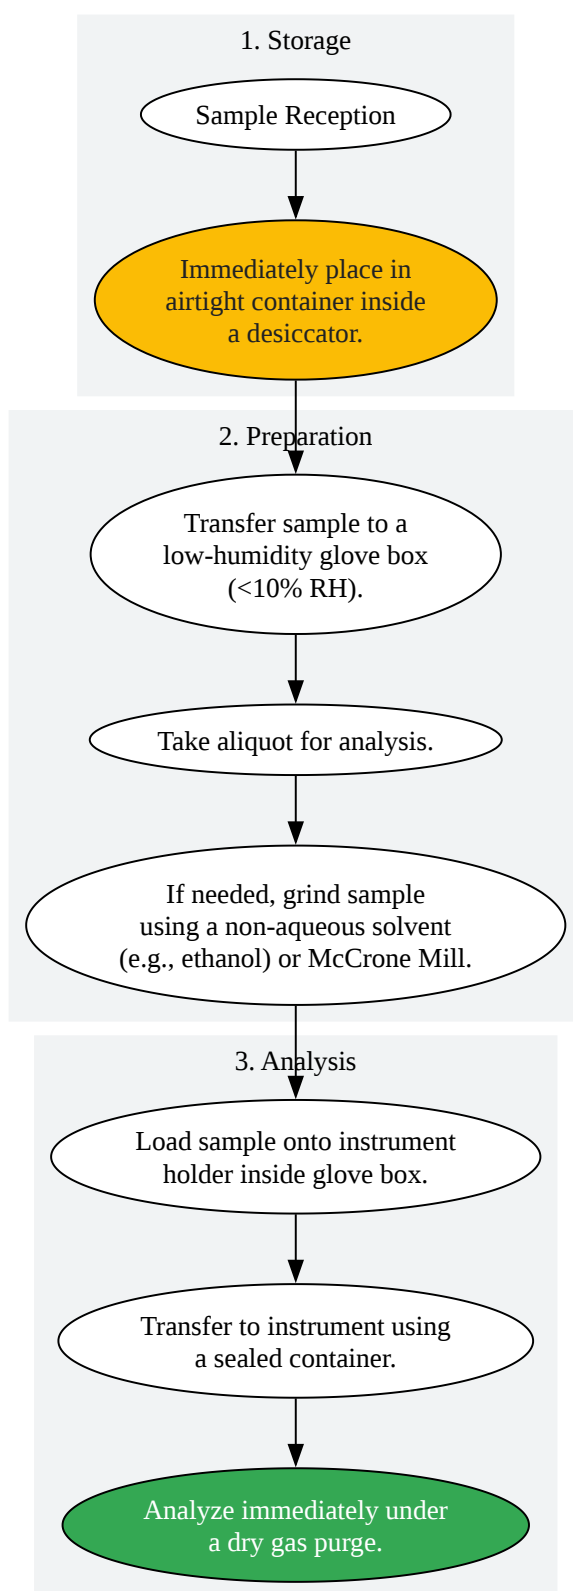 1. Storage
Sample Reception
Immediately place in
airtight container inside
a desiccator.
2. Preparation
Transfer sample to a
low-humidity glove box
(<10% RH).
Take aliquot for analysis.
If needed, grind sample
using a non-aqueous solvent
(e.g., ethanol) or McCrone Mill.
3. Analysis
Load sample onto instrument
holder inside glove box.
Transfer to instrument using
a sealed container.
Analyze immediately under
a dry gas purge.